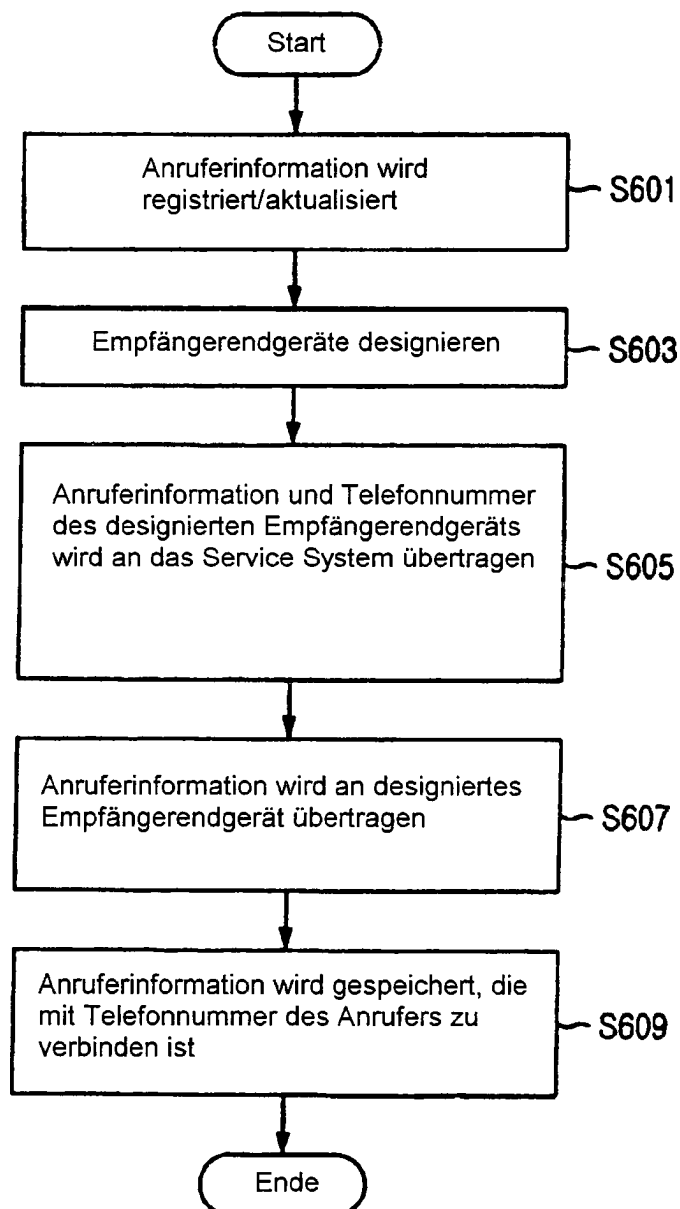 Start
Anruferinformation wird
registriert/aktualisiert
S601
Empfängerendgeräte designieren
S603
Anruferinformation und Telefonnummer
des designierten Empfängerendgeräts
wird an das Service System übertragen
S605
Anruferinformation wird an designiertes
Empfängerendgerät übertragen
S607
Anruferinformation wird gespeichert, die
mit Telefonnummer des Anrufers zu
verbinden ist
S609
Ende